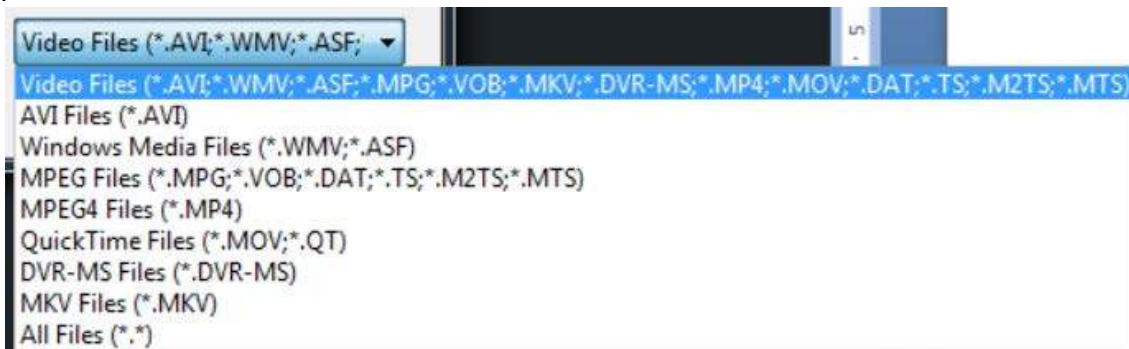 Video Files (*.AVI;*.WMV;*.ASF;
5
Video Files (*.AVI;*.WMV;*.ASF;*.MPG;*.VOB;*.MKV;*.DVR-MS;*.MP4;*.MOV;*.DAT;*.TS;*.M2TS;*.MTS)
AVI Files (*.AVI)
Windows Media Files (*.WMV;*.ASF)
MPEG Files (*.MPG;*.VOB;*.DAT;*.TS;*.M2TS;*.MTS)
MPEG4 Files (*.MP4)
QuickTime Files (*.MOV;*.QT)
DVR-MS Files (*.DVR-MS)
MKV Files (*.MKV)
All Files (*.*)